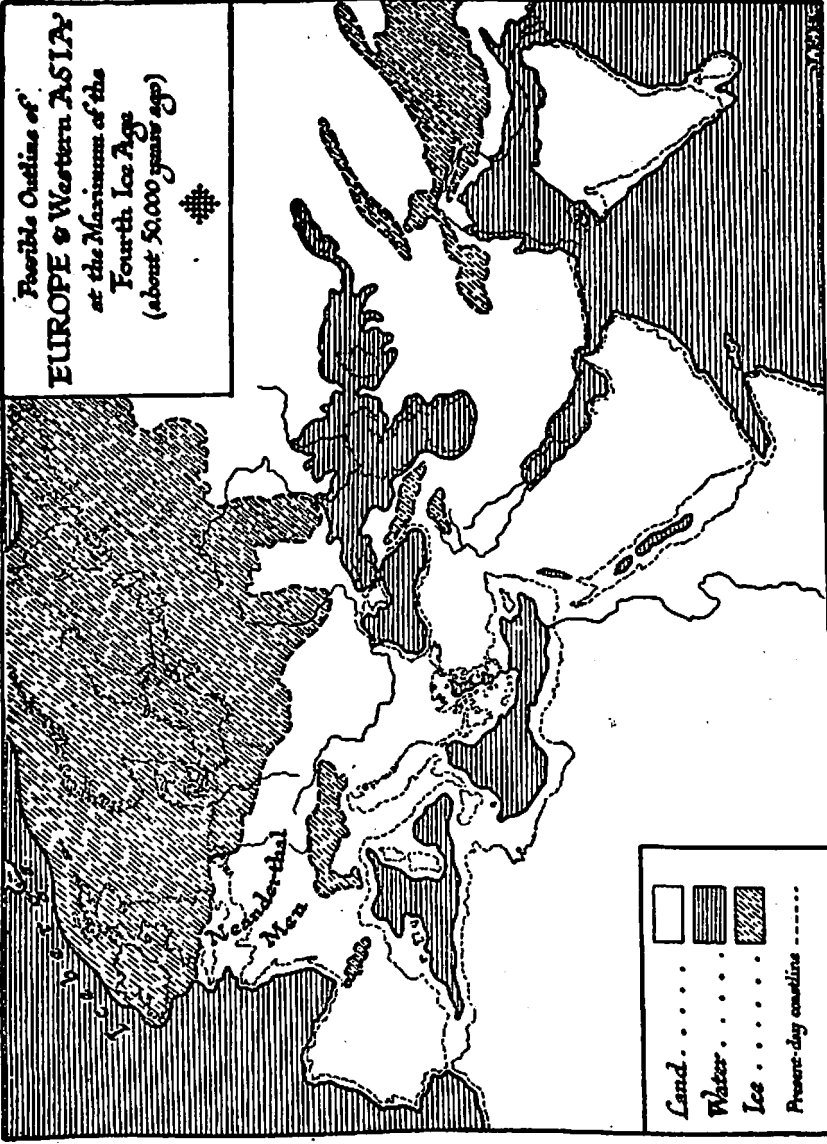 Possible Outline of
EUROPE & Western ASIA
at the Maximum of the
Fourth Ice Age
(about 50,000 years ago)
Neanderthal
Men
Land......
Water.....
Ice.......
Present-day coastline -----